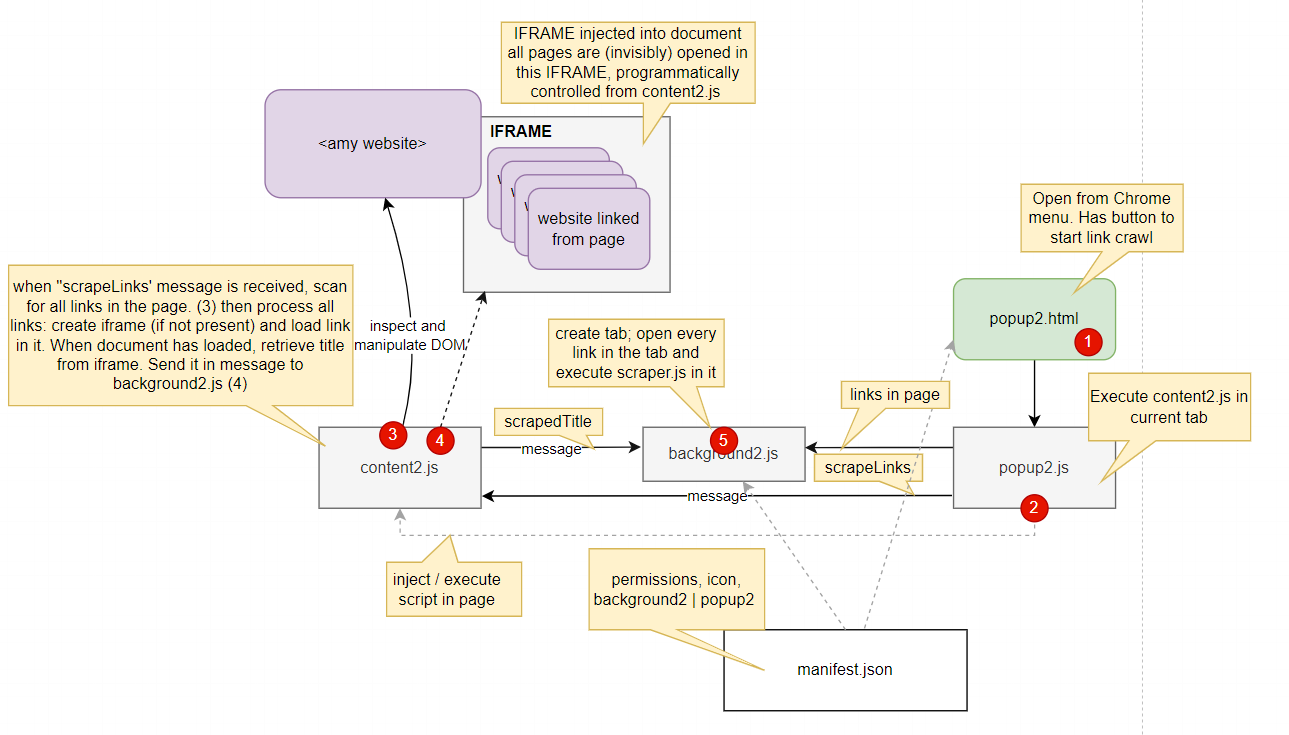 IFRAME injected into document
all pages are (invisibly) opened in
this IFRAME, programmatically
controlled from content2.js
<amy website>
IFRAME
website linked
from page
Open from Chrome
menu. Has button to
start link crawl
when "scrapeLinks' message is received, scan
for all links in the page. (3) then process all
links: create iframe (if not present) and load link
in it. When document has loaded, retrieve title
from iframe. Send it in message to
background2.js (4)
inspect and
manipulate DOM
create tab; open every
link in the tab and
execute scraper.js in it
popup2.html
1
links in page
Execute content2.js in
current tab
scrapedTitle
3
4
content2.js
message
5
background2.js
scrapeLinks
popup2.js
message
2
inject / execute
script in page
permissions, icon,
background2 | popup2
manifest.json